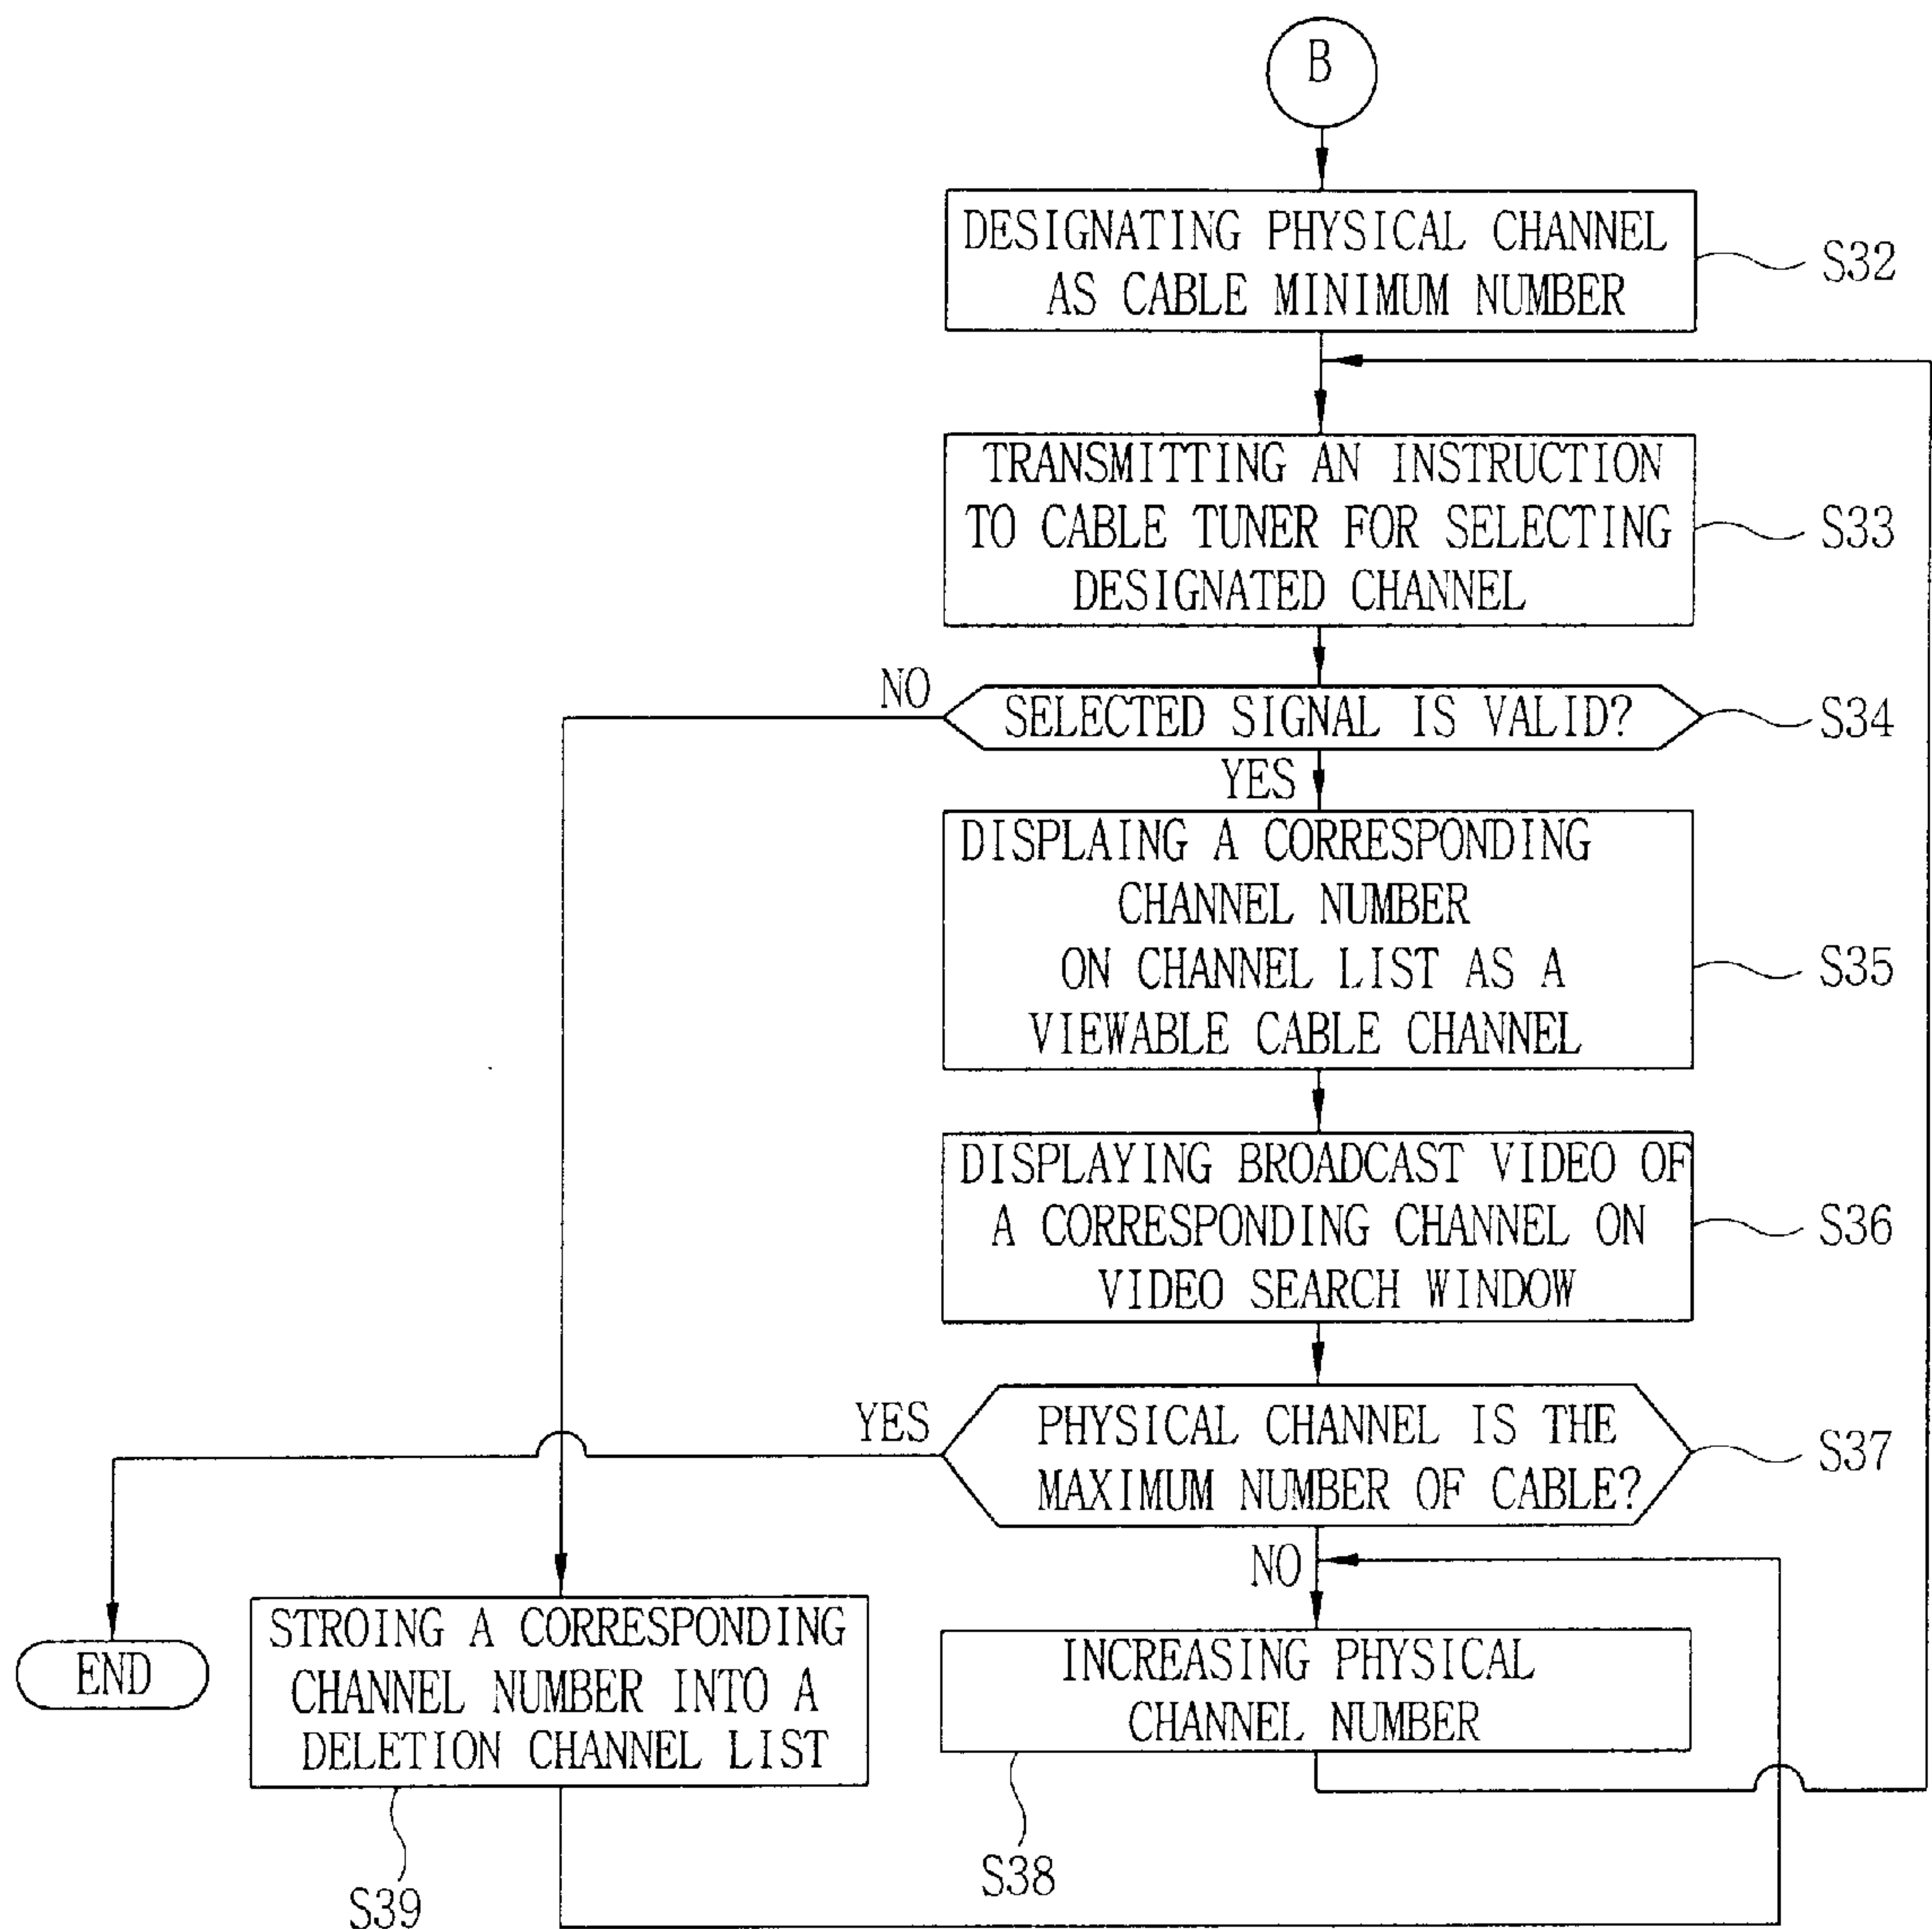 B
DESIGNATING PHYSICAL CHANNEL
AS CABLE MINIMUM NUMBER
S32
TRANSMITTING AN INSTRUCTION
TO CABLE TUNER FOR SELECTING
DESIGNATED CHANNEL
S33
NO
SELECTED SIGNAL IS VALID?
S34
YES
DISPLAING A CORRESPONDING
CHANNEL NUMBER
ON CHANNEL LIST AS A
VIEWABLE CABLE CHANNEL
S35
DISPLAYING BROADCAST VIDEO OF
A CORRESPONDING CHANNEL ON
VIDEO SEARCH WINDOW
S36
YES
PHYSICAL CHANNEL IS THE
MAXIMUM NUMBER OF CABLE?
S37
NO
END
STROING A CORRESPONDING
CHANNEL NUMBER INTO A
DELETION CHANNEL LIST
S39
INCREASING PHYSICAL
CHANNEL NUMBER
S38